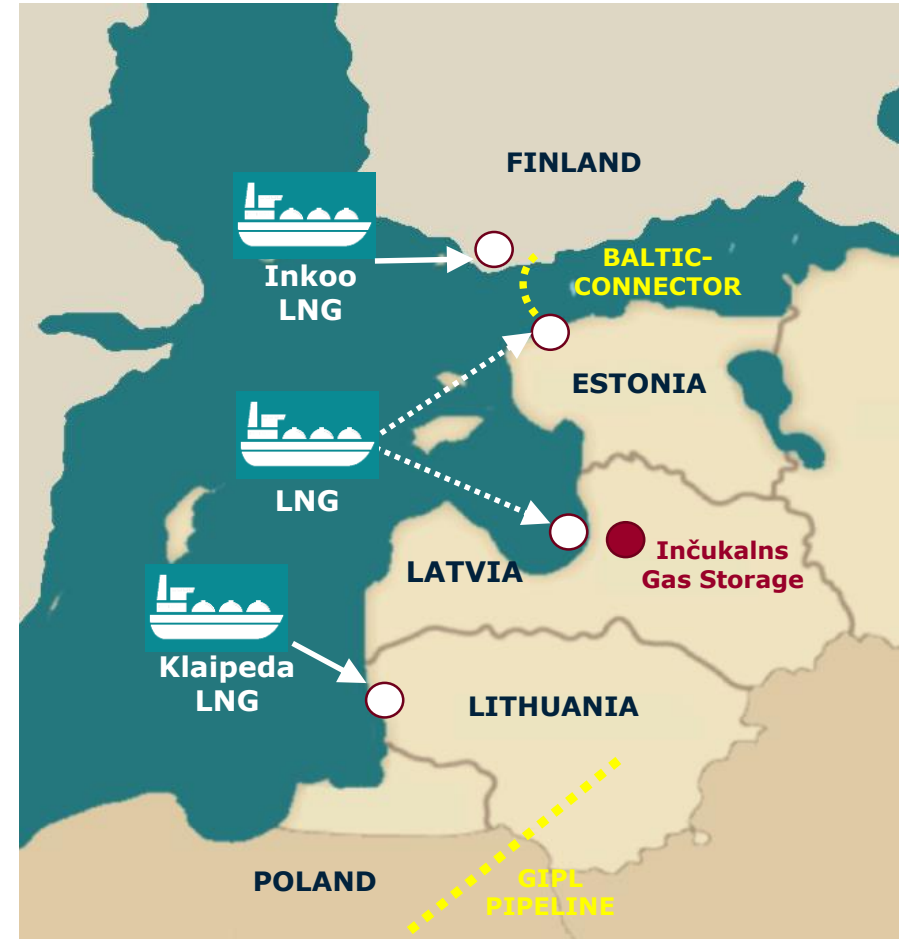 FINLAND
Inkoo
LNG
BALTIC-
CONNECTOR
ESTONIA
LNG
Inčukalns
Gas Storage
LATVIA
Klaipeda
LNG
LITHUANIA
POLAND
GIPL
PIPELINE